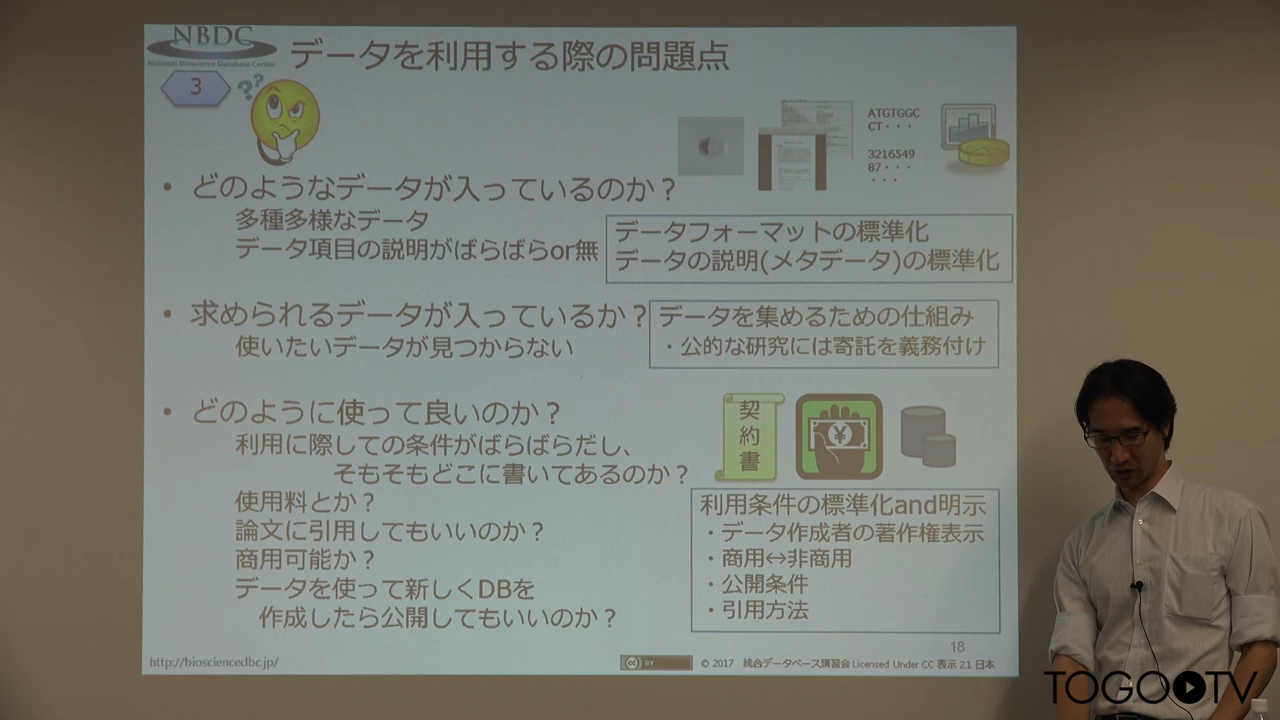 NBDC
National Bioscience Database Center
データを利用する際の問題点
3
??
ATGTGGC
CT・・・
3216549
87・・・
・・・
• どのようなデータが入っているのか？
多種多様なデータ
データ項目の説明がばらばらor無
データフォーマットの標準化
データの説明(メタデータ)の標準化
• 求められるデータが入っているか？
使いたいデータが見つからない
データを集めるための仕組み
・公的な研究には寄託を義務付け
• どのように使って良いのか？
利用に際しての条件がばらばらだし、
そもそもどこに書いてあるのか？
使用料とか？
論文に引用してもいいのか？
商用可能か？
データを使って新しくDBを
作成したら公開してもいいのか？
契約書
¥
利用条件の標準化and明示
・データ作成者の著作権表示
・商用↔非商用
・公開条件
・引用方法
18
http://biosciencedbc.jp/
cc BY
© 2017 統合データベース講習会 Licensed Under CC 表示 2.1 日本
TOGOTV